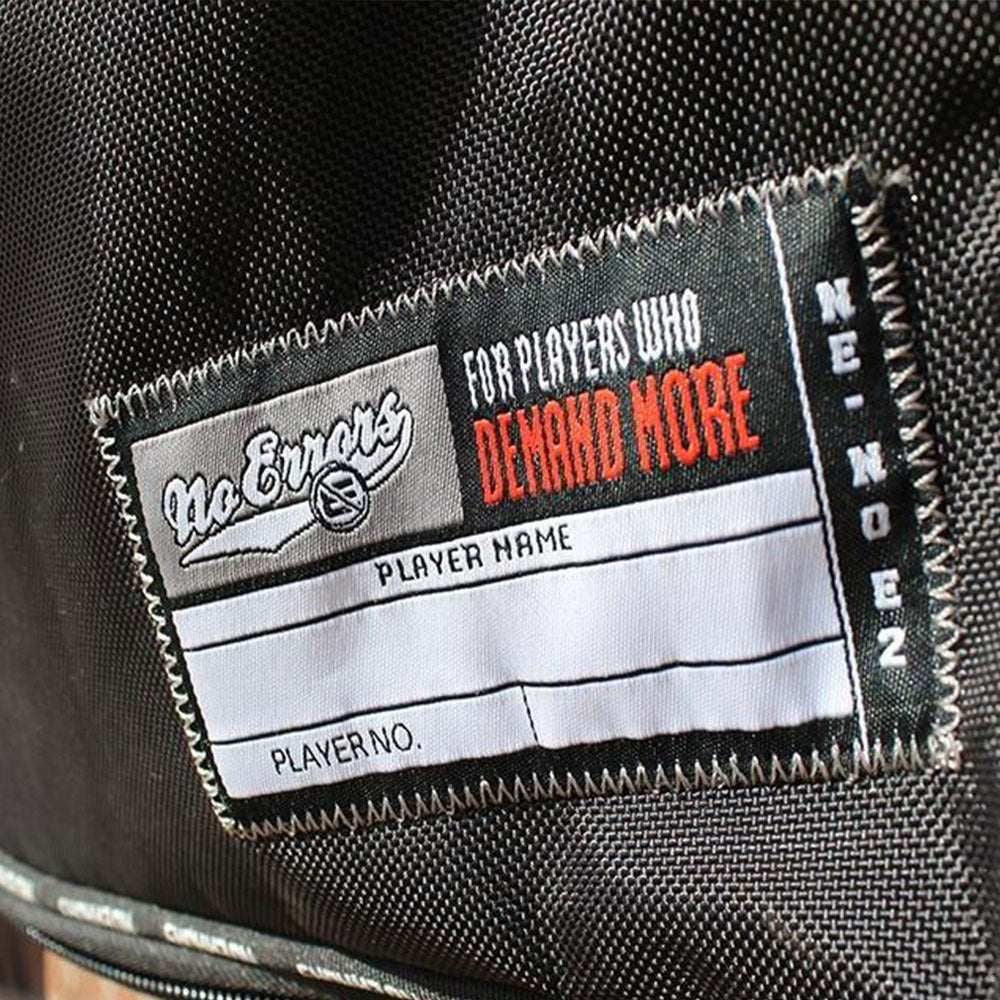 No Errors
FOR PLAYERS WHO
DEMAND MORE
PLAYER NAME
PLAYER NO.
NE-NOE2